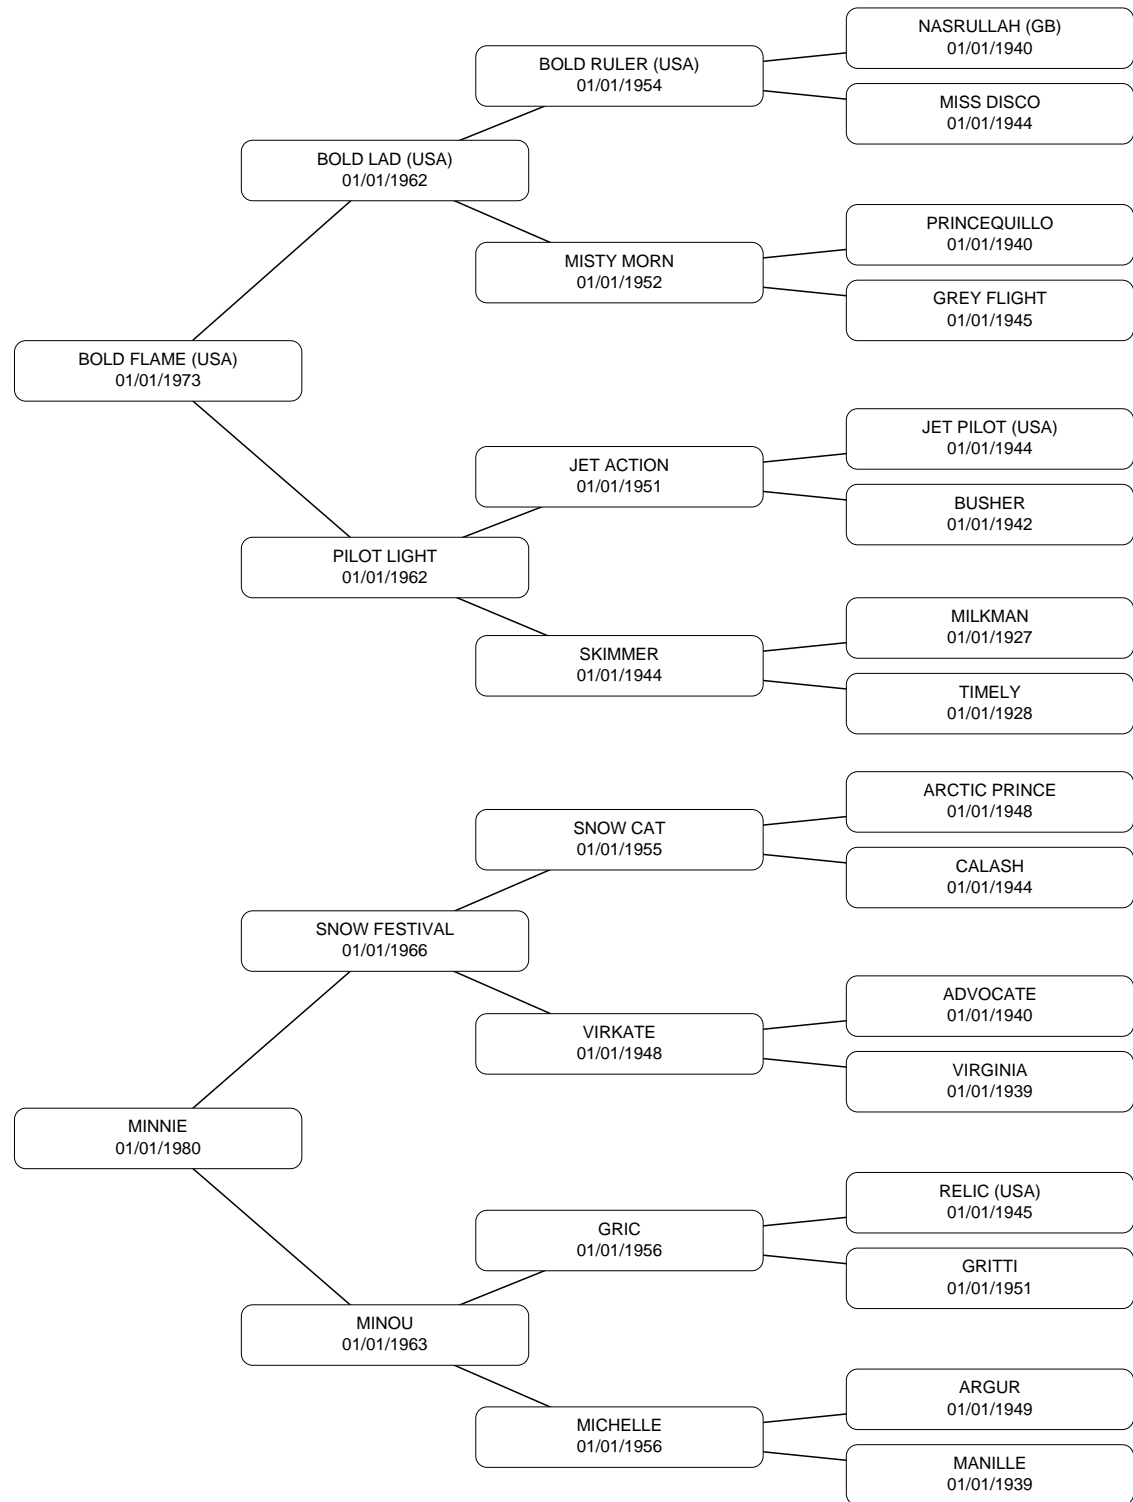 NASRULLAH (GB)
01/01/1940
BOLD RULER (USA)
01/01/1954
MISS DISCO
01/01/1944
BOLD LAD (USA)
01/01/1962
PRINCEQUILLO
01/01/1940
MISTY MORN
01/01/1952
GREY FLIGHT
01/01/1945
BOLD FLAME (USA)
01/01/1973
JET PILOT (USA)
01/01/1944
JET ACTION
01/01/1951
BUSHER
01/01/1942
PILOT LIGHT
01/01/1962
MILKMAN
01/01/1927
SKIMMER
01/01/1944
TIMELY
01/01/1928
ARCTIC PRINCE
01/01/1948
SNOW CAT
01/01/1955
CALASH
01/01/1944
SNOW FESTIVAL
01/01/1966
ADVOCATE
01/01/1940
VIRKATE
01/01/1948
VIRGINIA
01/01/1939
MINNIE
01/01/1980
RELIC (USA)
01/01/1945
GRIC
01/01/1956
GRITTI
01/01/1951
MINOU
01/01/1963
ARGUR
01/01/1949
MICHELLE
01/01/1956
MANILLE
01/01/1939